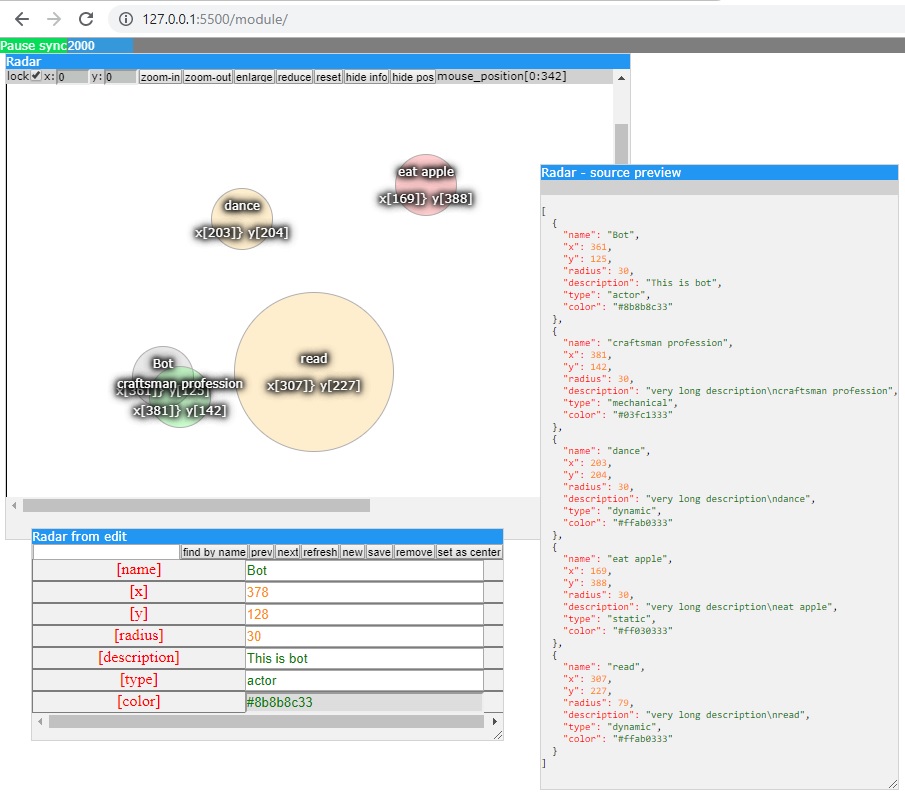 127.0.0.1:5500/module/
Pause sync2000
Radar
lock x: 0 y: 0 zoom-in zoom-out enlarge reduce reset hide info hide pos mouse_position[0:342]
eat apple
x[169]} y[388]
dance
x[203]} y[204]
read
x[307]} y[227]
Bot
x[361]} y[125]
craftsman profession
x[381]} y[142]
Radar from edit
find by name prev next refresh new save remove set as center
[name] Bot
[x] 378
[y] 128
[radius] 30
[description] This is bot
[type] actor
[color] #8b8b8c33
Radar - source preview
[
{
"name": "Bot",
"x": 361,
"y": 125,
"radius": 30,
"description": "This is bot",
"type": "actor",
"color": "#8b8b8c33"
},
{
"name": "craftsman profession",
"x": 381,
"y": 142,
"radius": 30,
"description": "very long description\ncraftsman profession",
"type": "mechanical",
"color": "#03fc1333"
},
{
"name": "dance",
"x": 203,
"y": 204,
"radius": 30,
"description": "very long description\ndance",
"type": "dynamic",
"color": "#ffab0333"
},
{
"name": "eat apple",
"x": 169,
"y": 388,
"radius": 30,
"description": "very long description\neat apple",
"type": "static",
"color": "#ff030333"
},
{
"name": "read",
"x": 307,
"y": 227,
"radius": 79,
"description": "very long description\nread",
"type": "dynamic",
"color": "#ffab0333"
}
]